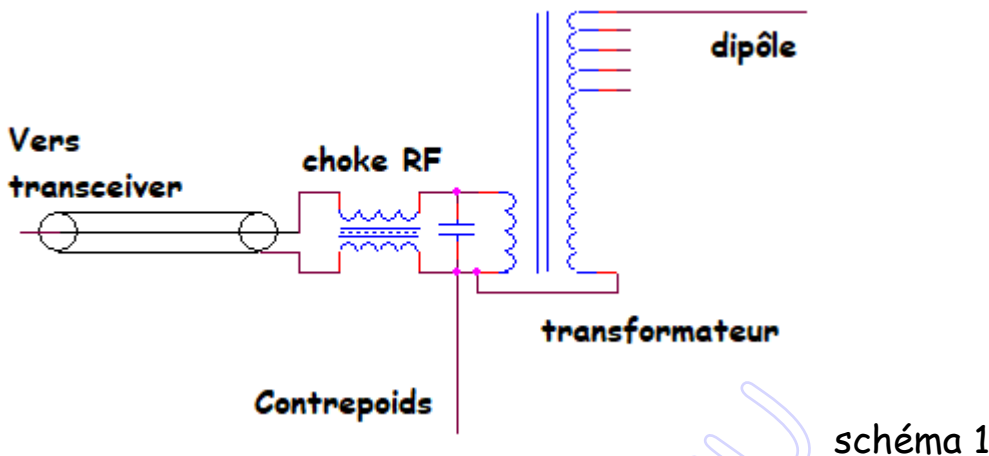 dipôle
Vers
transceiver
choke RF
transformateur
Contrepoids
schéma 1